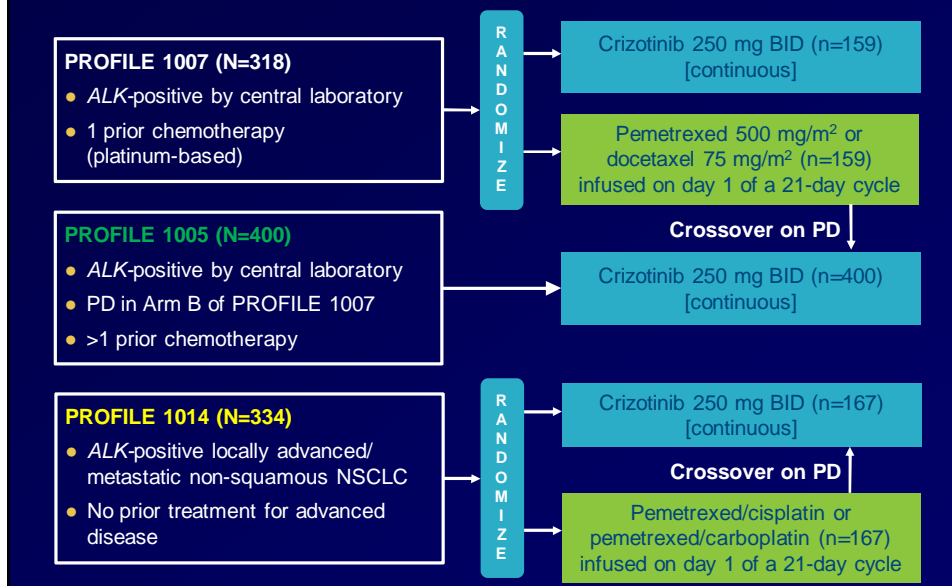 PROFILE 1007 (N=318)
● ALK-positive by central laboratory
● 1 prior chemotherapy
(platinum-based)
RANDOMIZE
Crizotinib 250 mg BID (n=159)
[continuous]
Pemetrexed 500 mg/m² or
docetaxel 75 mg/m² (n=159)
infused on day 1 of a 21-day cycle
Crossover on PD
PROFILE 1005 (N=400)
● ALK-positive by central laboratory
● PD in Arm B of PROFILE 1007
● >1 prior chemotherapy
Crizotinib 250 mg BID (n=400)
[continuous]
PROFILE 1014 (N=334)
● ALK-positive locally advanced/
metastatic non-squamous NSCLC
● No prior treatment for advanced
disease
RANDOMIZE
Crizotinib 250 mg BID (n=167)
[continuous]
Crossover on PD
Pemetrexed/cisplatin or
pemetrexed/carboplatin (n=167)
infused on day 1 of a 21-day cycle